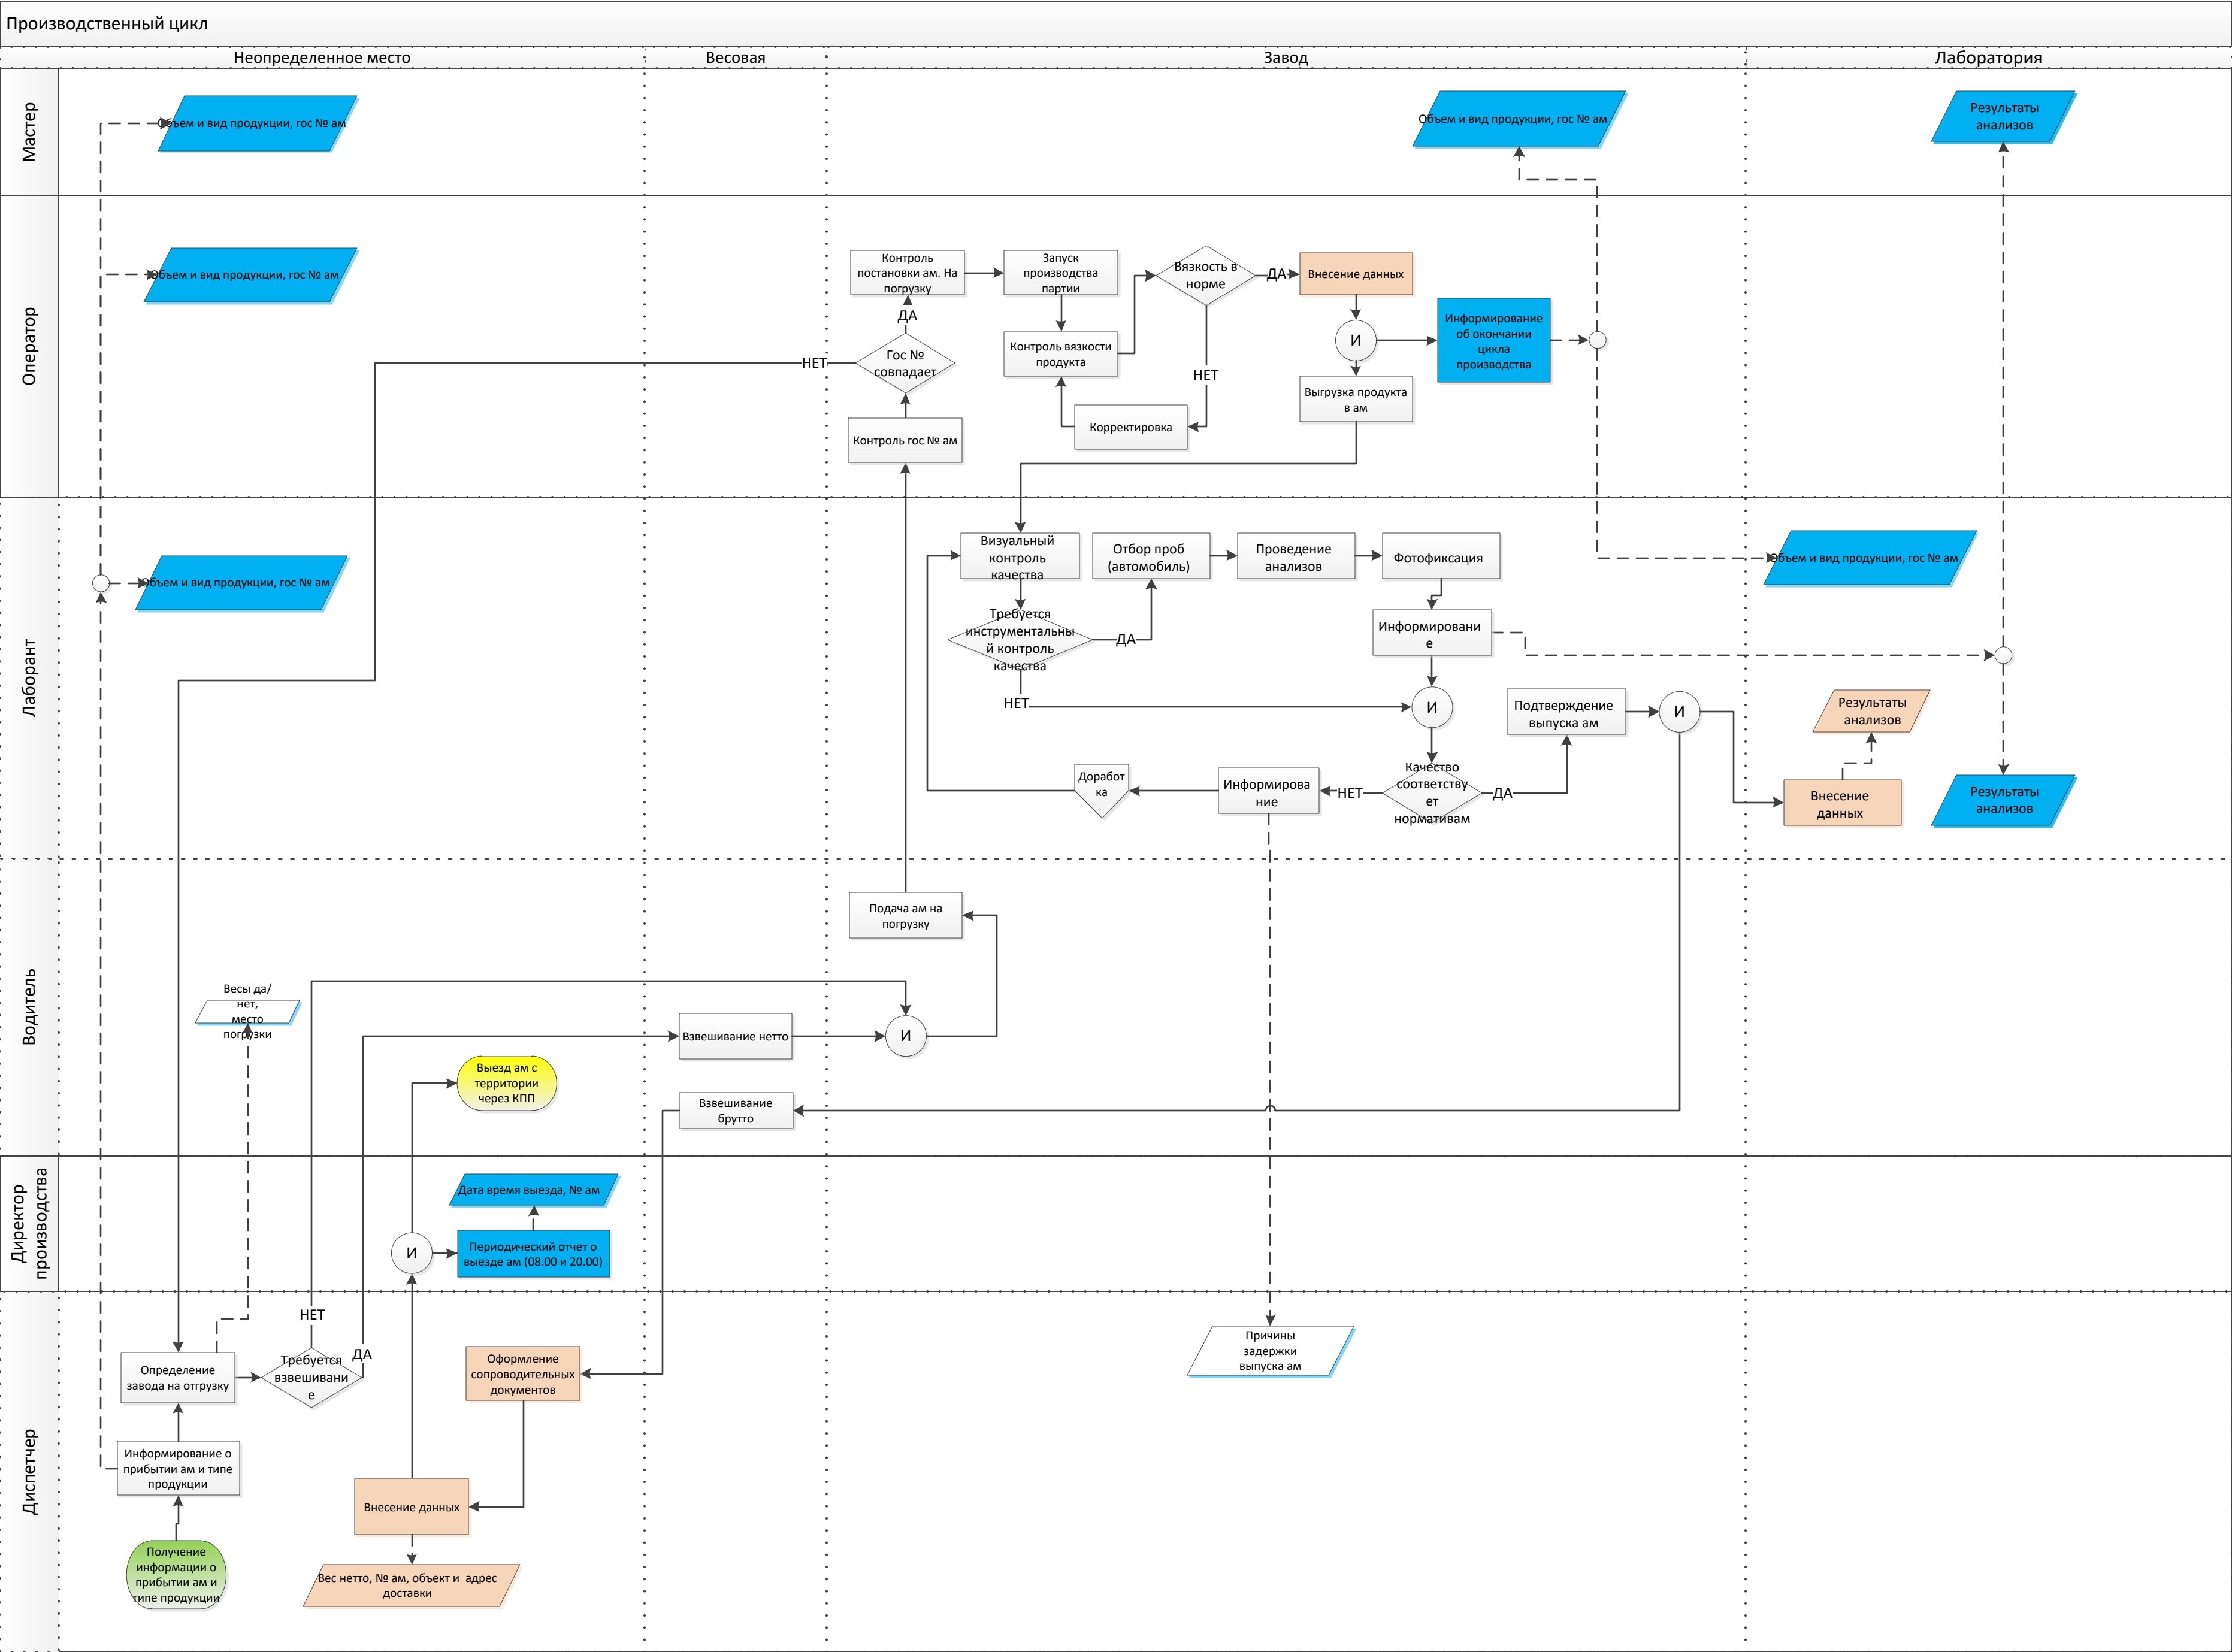 Производственный цикл
Неопределенное место
Весовая
Завод
Лаборатория
Мастер
Объем и вид продукции, гос № ам
Объем и вид продукции, гос № ам
Результаты
анализов
Оператор
Объем и вид продукции, гос № ам
Контроль
постановки ам. На
погрузку
Запуск
производства
партии
Вязкость в
норме
ДА
Внесение данных
ДА
Информирование
об окончании
цикла
производства
И
Контроль вязкости
продукта
Гос №
совпадает
НЕТ
НЕТ
Выгрузка продукта
в ам
Корректировка
Контроль гос № ам
Лаборант
Объем и вид продукции, гос № ам
Визуальный
контроль
качества
Отбор проб
(автомобиль)
Проведение
анализов
Фотофиксация
Объем и вид продукции, гос № ам
Требуется
инструментальны
й контроль
качества
ДА
Информировани
е
НЕТ
И
Подтверждение
выпуска ам
И
Результаты
анализов
Доработ
ка
Информирова
ние
НЕТ
Качество
соответству
ет
нормативам
ДА
Внесение
данных
Результаты
анализов
Водитель
Подача ам на
погрузку
Весы да/
нет,
место
погрузки
Взвешивание нетто
И
Выезд ам с
территории
через КПП
Взвешивание
брутто
Директор
производства
Дата время выезда, № ам
И
Периодический отчет о
выезде ам (08.00 и 20.00)
Диспетчер
НЕТ
Определение
завода на отгрузку
Требуется
взвешивани
е
ДА
Оформление
сопроводительных
документов
Причины
задержки
выпуска ам
Информирование о
прибытии ам и типе
продукции
Внесение данных
Получение
информации о
прибытии ам и
типе продукции
Вес нетто, № ам, объект и  адрес
доставки